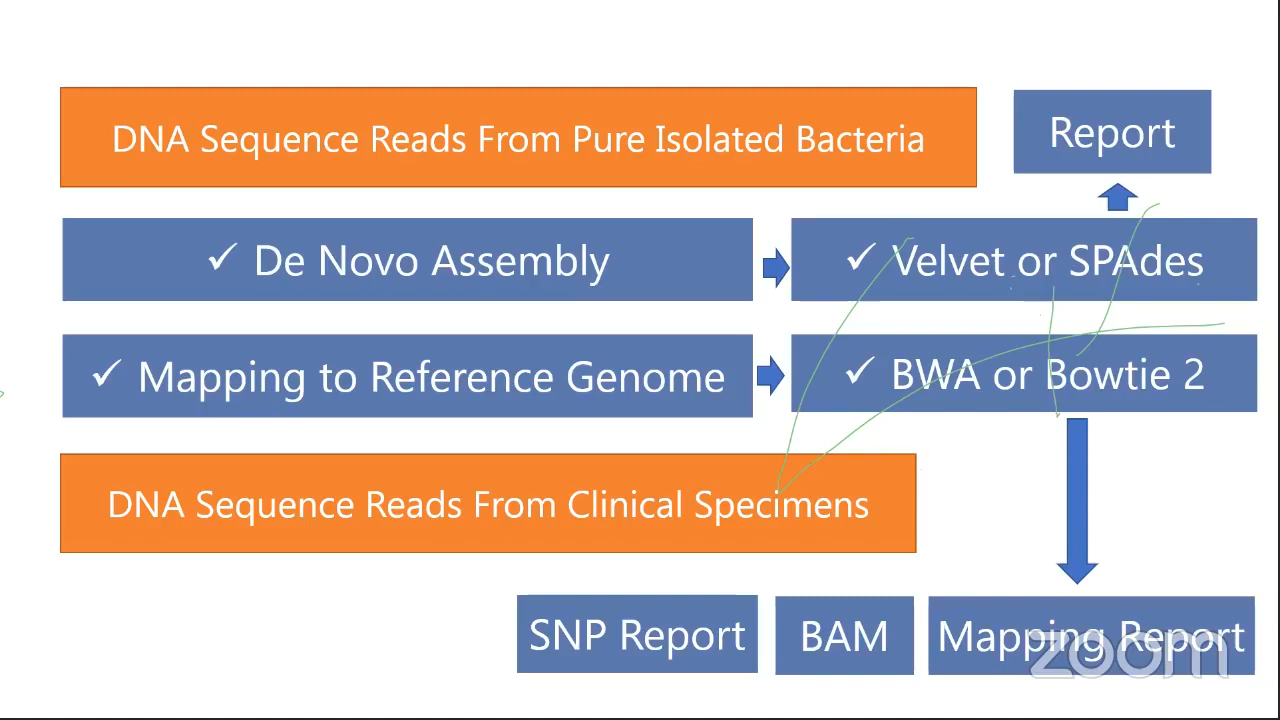 DNA Sequence Reads From Pure Isolated Bacteria
Report
✓ De Novo Assembly
✓ Velvet or SPAdes
✓ Mapping to Reference Genome
✓ BWA or Bowtie 2
DNA Sequence Reads From Clinical Specimens
SNP Report
BAM
Mapping Report
zoom